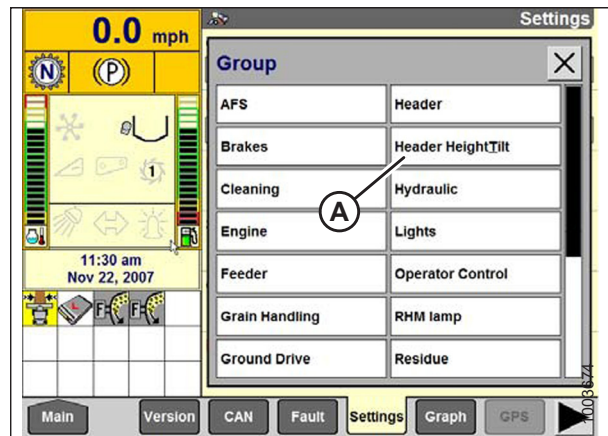 0.0 mph
Settings
N
(P)
Group
X
AFS
Header
Brakes
Header HeightTilt
Cleaning
Hydraulic
A
Engine
Lights
Feeder
Operator Control
Grain Handling
RHM lamp
Ground Drive
Residue
1
11:30 am
Nov 22, 2007
L
F
F
Main
Version
CAN
Fault
Settings
Graph
GPS
1003674